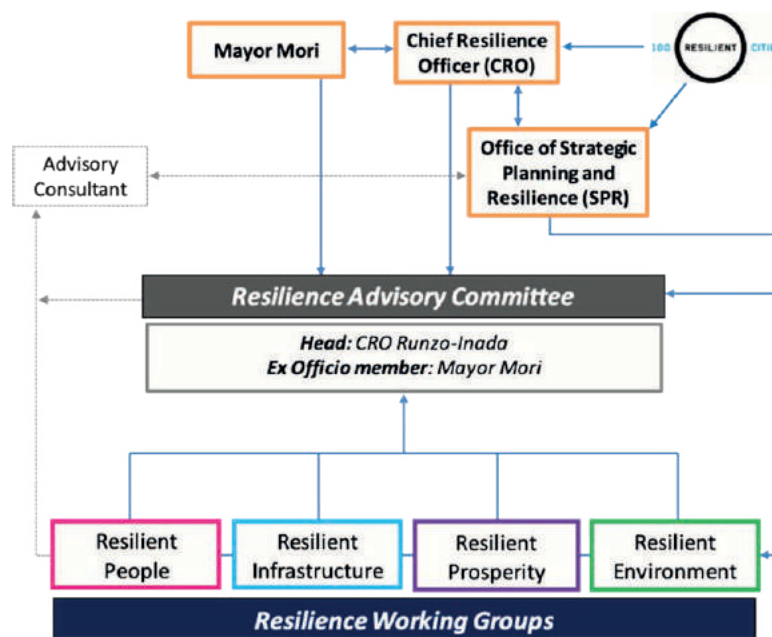 Mayor Mori
Chief Resilience
Officer (CRO)
100 RESILIENT CITI
Office of Strategic
Planning and
Resilience (SPR)
Advisory
Consultant
Resilience Advisory Committee
Head: CRO Runzo-Inada
Ex Officio member: Mayor Mori
Resilient
People
Resilient
Infrastructure
Resilient
Prosperity
Resilient
Environment
Resilience Working Groups